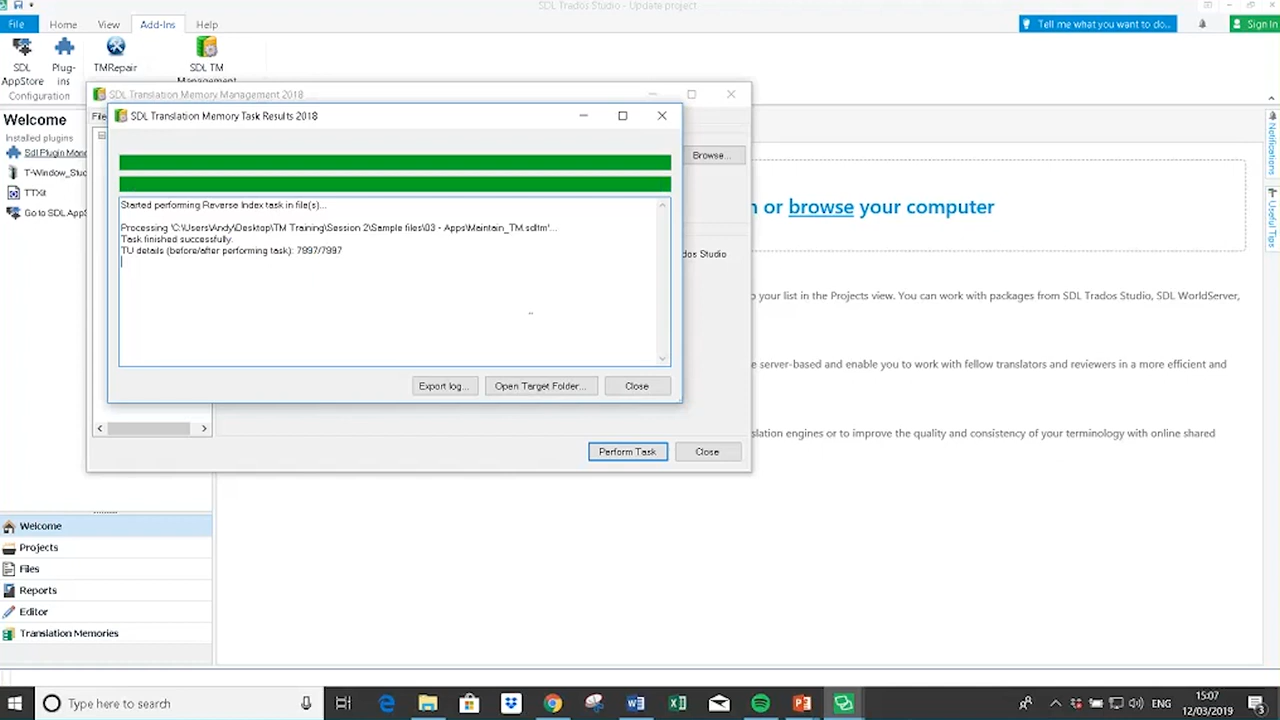 SDL Trados Studio - Update project
File
Home
View
Add-Ins
Help
Tell me what you want to do...
Sign In
SDL
AppStore
Plug-
ins
TMRepair
SDL TM
Management
Configuration
Welcome
Installed plugins
T-Window_Stud
TTXit
Go to SDL AppS
SDL Translation Memory Management 2018
File
SDL Translation Memory Task Results 2018
Browse...
Started performing Reverse Index task in file(s)...
Processing 'C:\Users\Andy\Desktop\TM Training\Session 2\Sample files\03 - Apps\Maintain_TM.sdltm'...
Task finished successfully.
TU details (before/after performing task): 7897/7997
Export log...
Open Target Folder...
Close
Perform Task
Close
dos Studio
or browse your computer
your list in the Projects view. You can work with packages from SDL Trados Studio, SDL WorldServer,
e server-based and enable you to work with fellow translators and reviewers in a more efficient and
slation engines or to improve the quality and consistency of your terminology with online shared
Notifications
Useful Tips
Welcome
Projects
Files
Reports
Editor
Translation Memories
Type here to search
ENG
15:07
12/03/2019
3